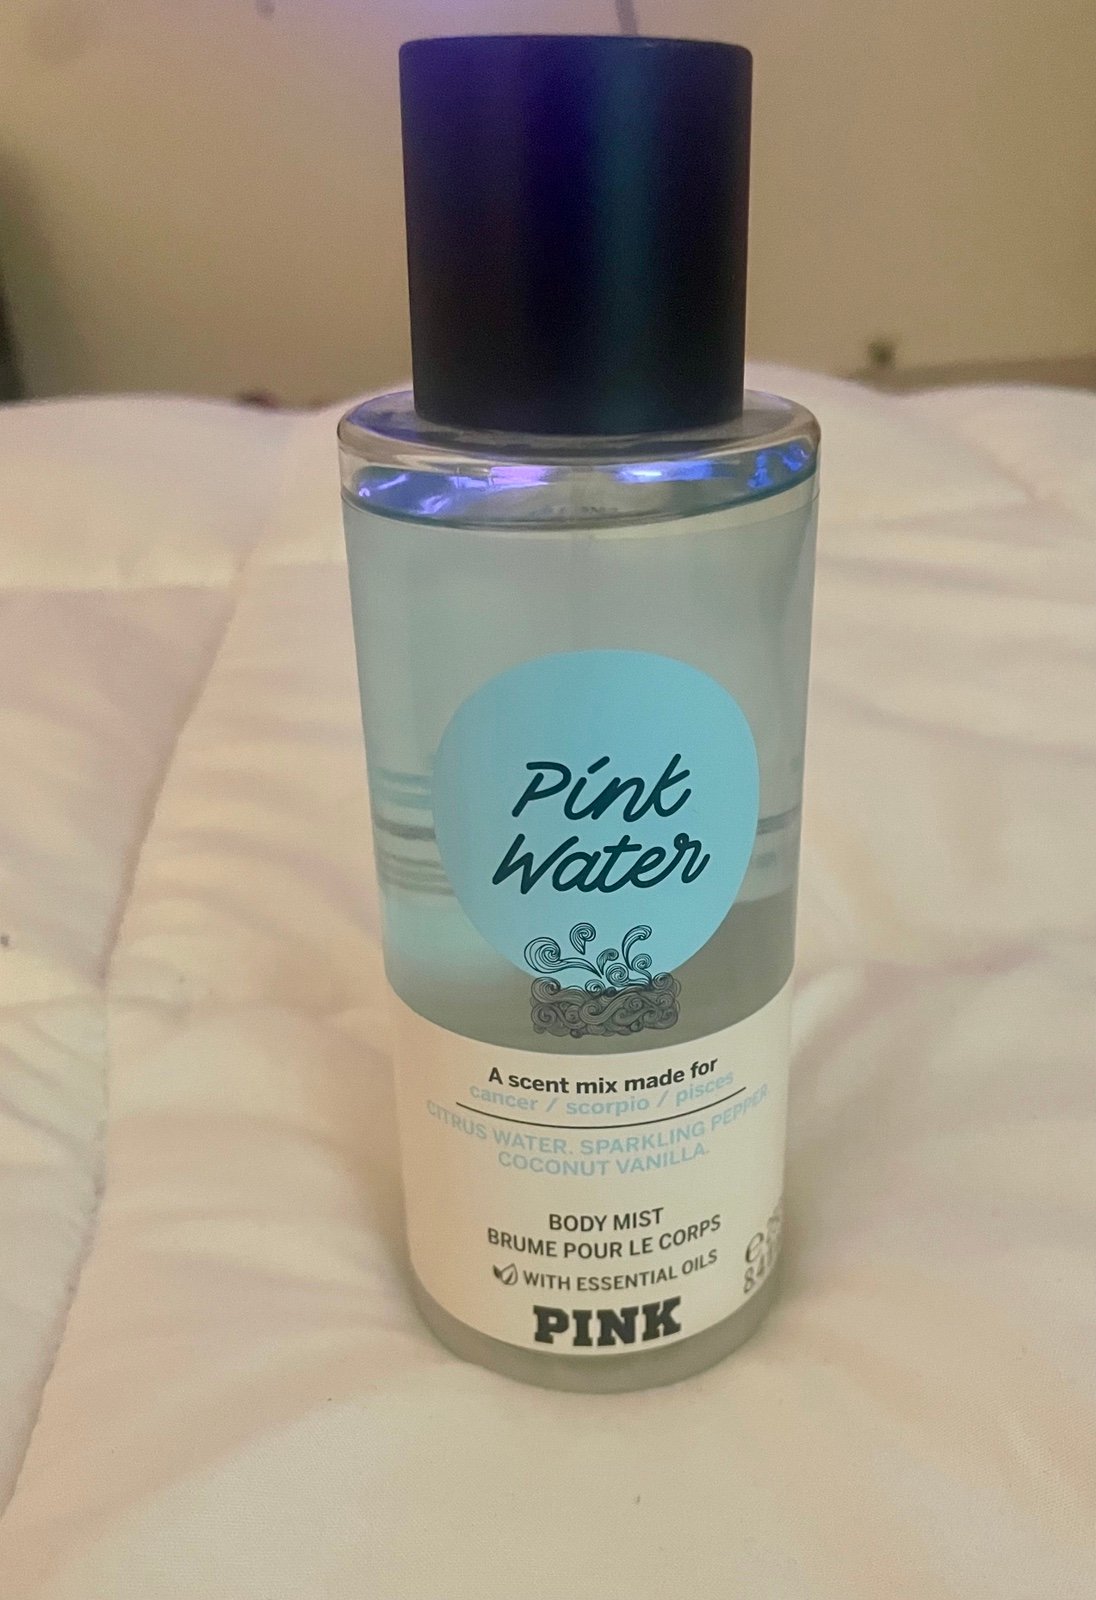 Pink
Water
A scent mix made for
cancer / scorpio / pisces
CITRUS WATER. SPARKLING PEPPER
COCONUT VANILLA.
BODY MIST
BRUME POUR LE CORPS
WITH ESSENTIAL OILS
PINK